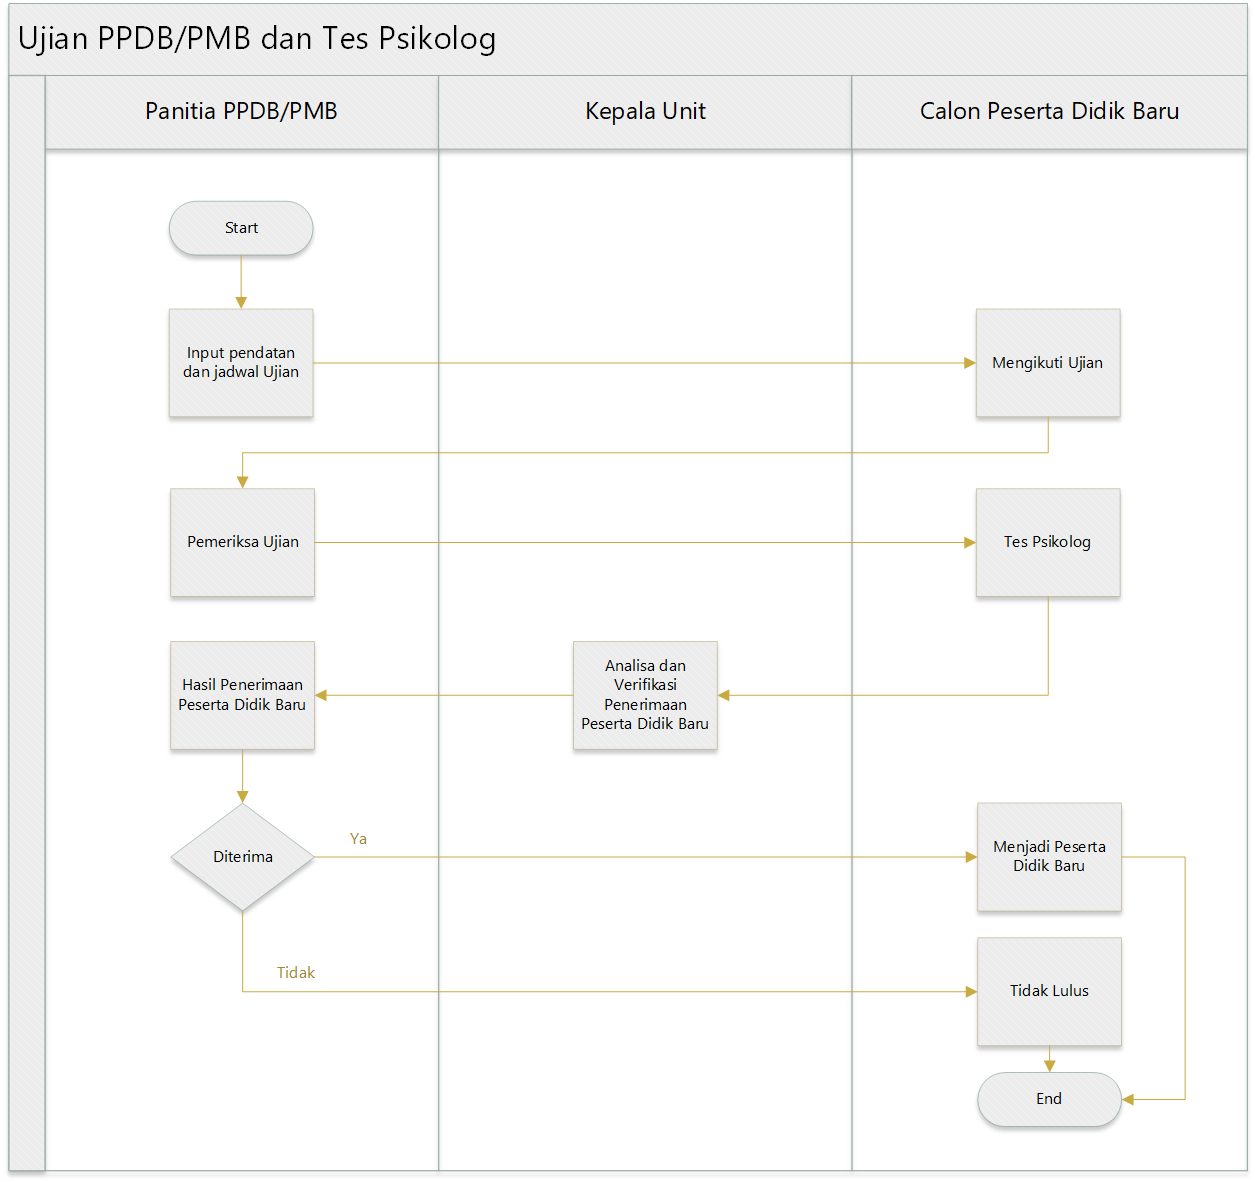 Ujian PPDB/PMB dan Tes Psikolog
Panitia PPDB/PMB
Kepala Unit
Calon Peserta Didik Baru
Start
Input pendatan
dan jadwal Ujian
Mengikuti Ujian
Pemeriksa Ujian
Tes Psikolog
Hasil Penerimaan
Peserta Didik Baru
Analisa dan
Verifikasi
Penerimaan
Peserta Didik Baru
Diterima
Ya
Menjadi Peserta
Didik Baru
Tidak
Tidak Lulus
End